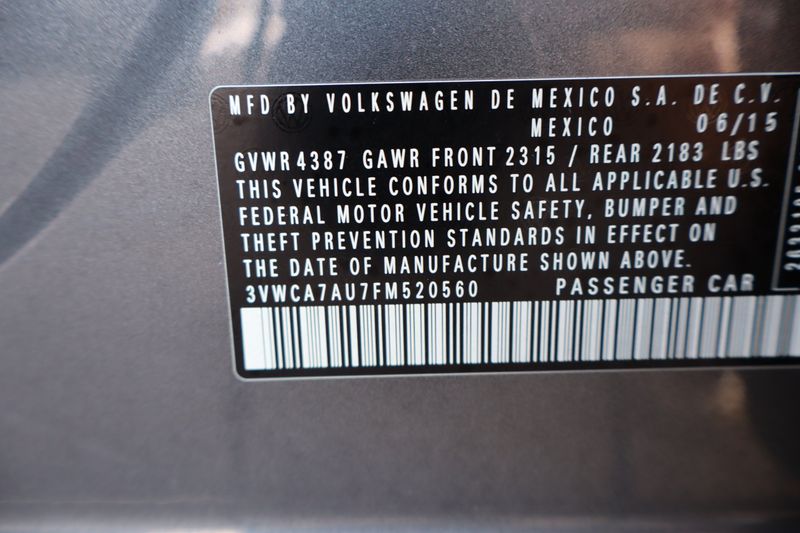 MFD BY VOLKSWAGEN DE MEXICO S.A. DE C.V.
MEXICO 06/15
GVWR 4387 GAWR FRONT 2315 / REAR 2183 LBS
THIS VEHICLE CONFORMS TO ALL APPLICABLE U.S.
FEDERAL MOTOR VEHICLE SAFETY, BUMPER AND
THEFT PREVENTION STANDARDS IN EFFECT ON
THE DATE OF MANUFACTURE SHOWN ABOVE.
3VWCA7AU7FM520560 PASSENGER CAR